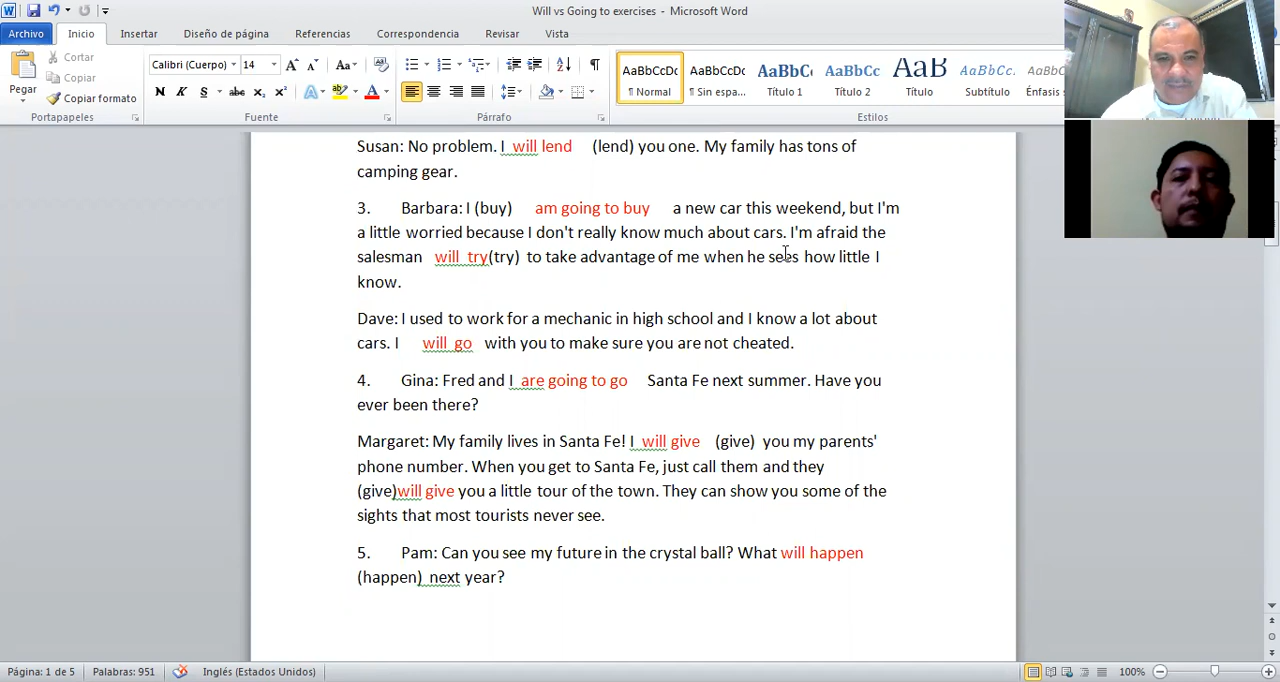 Will vs Going to exercises - Microsoft Word
Archivo Inicio Insertar Diseño de página Referencias Correspondencia Revisar Vista
Pegar
Cortar
Copiar
Copiar formato
Portapapeles
Calibri (Cuerpo) 14
Fuente
Párrafo
AaBbCcDc AaBbCcDc AaBbC AaBbCc AaB AaBbCc. AaBbCc
¶ Normal ¶ Sin espa... Título 1 Título 2 Título Subtítulo Énfasis
Estilos
Susan: No problem. I will lend (lend) you one. My family has tons of
camping gear.
3. Barbara: I (buy) am going to buy a new car this weekend, but I'm
a little worried because I don't really know much about cars. I'm afraid the
salesman will try(try) to take advantage of me when he sees how little I
know.
Dave: I used to work for a mechanic in high school and I know a lot about
cars. I will go with you to make sure you are not cheated.
4. Gina: Fred and I are going to go Santa Fe next summer. Have you
ever been there?
Margaret: My family lives in Santa Fe! I will give (give) you my parents'
phone number. When you get to Santa Fe, just call them and they
(give)will give you a little tour of the town. They can show you some of the
sights that most tourists never see.
5. Pam: Can you see my future in the crystal ball? What will happen
(happen) next year?
Página: 1 de 5 Palabras: 951 Inglés (Estados Unidos) 100%